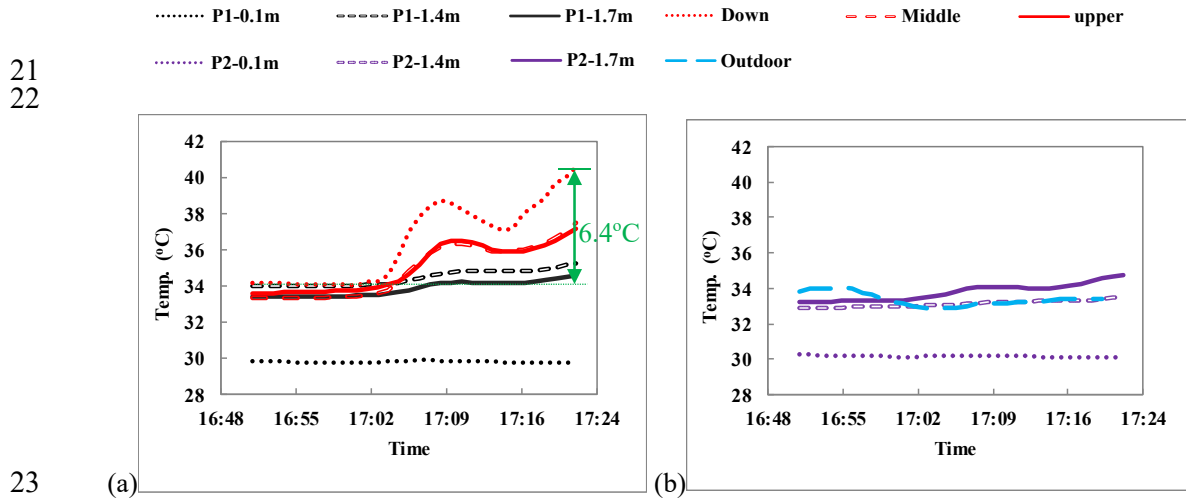 P1-0.1m P1-1.4m P1-1.7m Down Middle upper
21 P2-0.1m P2-1.4m P2-1.7m Outdoor
22
42
40
38
36
34
32
30
28
Temp. (ºC)
6.4ºC
16:48 16:55 17:02 17:09 17:16 17:24
Time
42
40
38
36
34
32
30
28
Temp. (ºC)
16:48 16:55 17:02 17:09 17:16 17:24
Time
23 (a) (b)